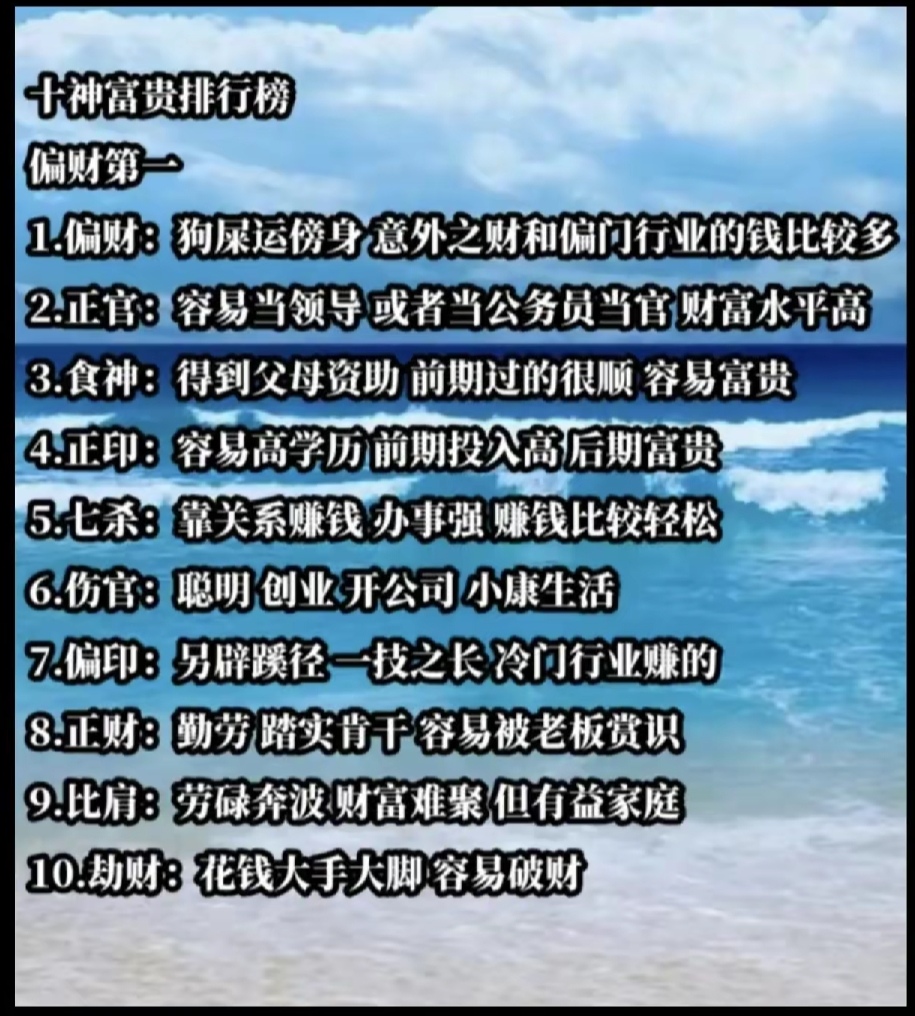 十神富贵排行榜
偏财第一
1.偏财：狗屎运傍身 意外之财和偏门行业的钱比较多
2.正官：容易当领导 或者当公务员当官 财富水平高
3.食神：得到父母资助 前期过的很顺 容易富贵
4.正印：容易高学历 前期投入高 后期富贵
5.七杀：靠关系赚钱 办事强 赚钱比较轻松
6.伤官：聪明 创业 开公司 小康生活
7.偏印：另辟蹊径 一技之长 冷门行业赚的
8.正财：勤劳 踏实肯干 容易被老板赏识
9.比肩：劳碌奔波 财富难聚 但有益家庭
10.劫财：花钱大手大脚 容易破财